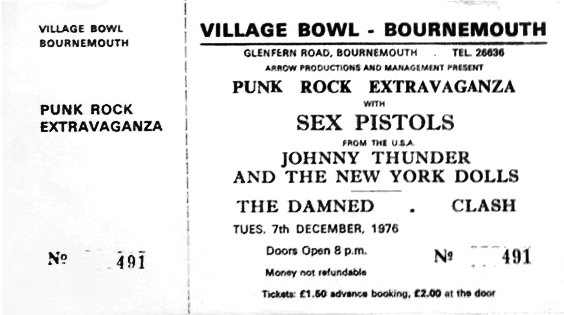 VILLAGE BOWL
BOURNEMOUTH
PUNK ROCK
EXTRAVAGANZA
Nº 491
VILLAGE BOWL - BOURNEMOUTH
GLENFERN ROAD, BOURNEMOUTH . TEL. 26636
ARROW PRODUCTIONS AND MANAGEMENT PRESENT
PUNK ROCK EXTRAVAGANZA
WITH
SEX PISTOLS
FROM THE U.S.A.
JOHNNY THUNDER
AND THE NEW YORK DOLLS
THE DAMNED . CLASH
TUES. 7th DECEMBER, 1976
Doors Open 8 p.m.
Nº 491
Money not refundable
Tickets: £1.50 advance booking, £2.00 at the door